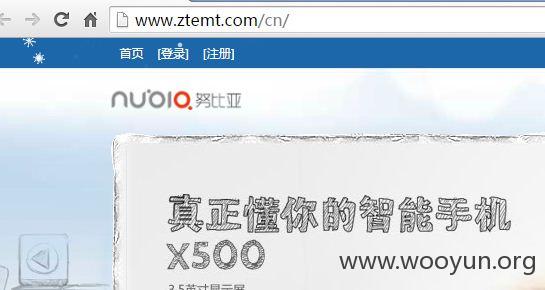 www.ztemt.com/cn/
首页 [登录] [注册]
nubia 努比亚
真正懂你的智能手机
X500
www.wooyun.org
3.5英寸显示屏